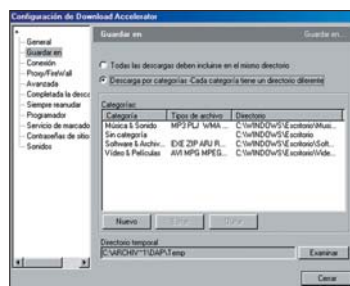 Configuración de Download Accelerator
General
Guardar en
Conexión
Proxy/FireWall
Avanzada
Completada la desca
Siempre reanudar
Programador
Servicio de marcado
Contraseñas de sitio
Sonidos
Guardar en
Guardar en...
Todas las descargas deben incluirse en el mismo directorio
Descarga por categorías -Cada categoría tiene un directorio diferente
Categorías:
Categoría Tipos de archivo Directorio
Música & Sonido MP3 PLJ WMA ... C:\WINDOWS\Escritorio\Musi...
Sin categoría C:\WINDOWS\Escritorio
Software & Archiv... EXE ZIP ARJ R... C:\WINDOWS\Escritorio\Soft...
Vídeo & Películas AVI MPG MPEG... C:\WINDOWS\Escritorio\Vide...
Nuevo
Directorio temporal
C:\ARCHIV~1\DAP\Temp
Examinar
Cerrar